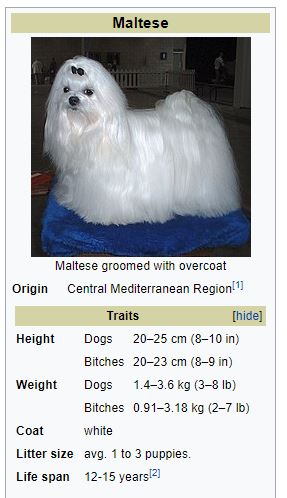 Maltese
Maltese groomed with overcoat
Origin Central Mediterranean Region[1]
Traits [hide]
Height Dogs 20–25 cm (8–10 in)
Bitches 20–23 cm (8–9 in)
Weight Dogs 1.4–3.6 kg (3–8 lb)
Bitches 0.91–3.18 kg (2–7 lb)
Coat white
Litter size avg. 1 to 3 puppies.
Life span 12-15 years[2]